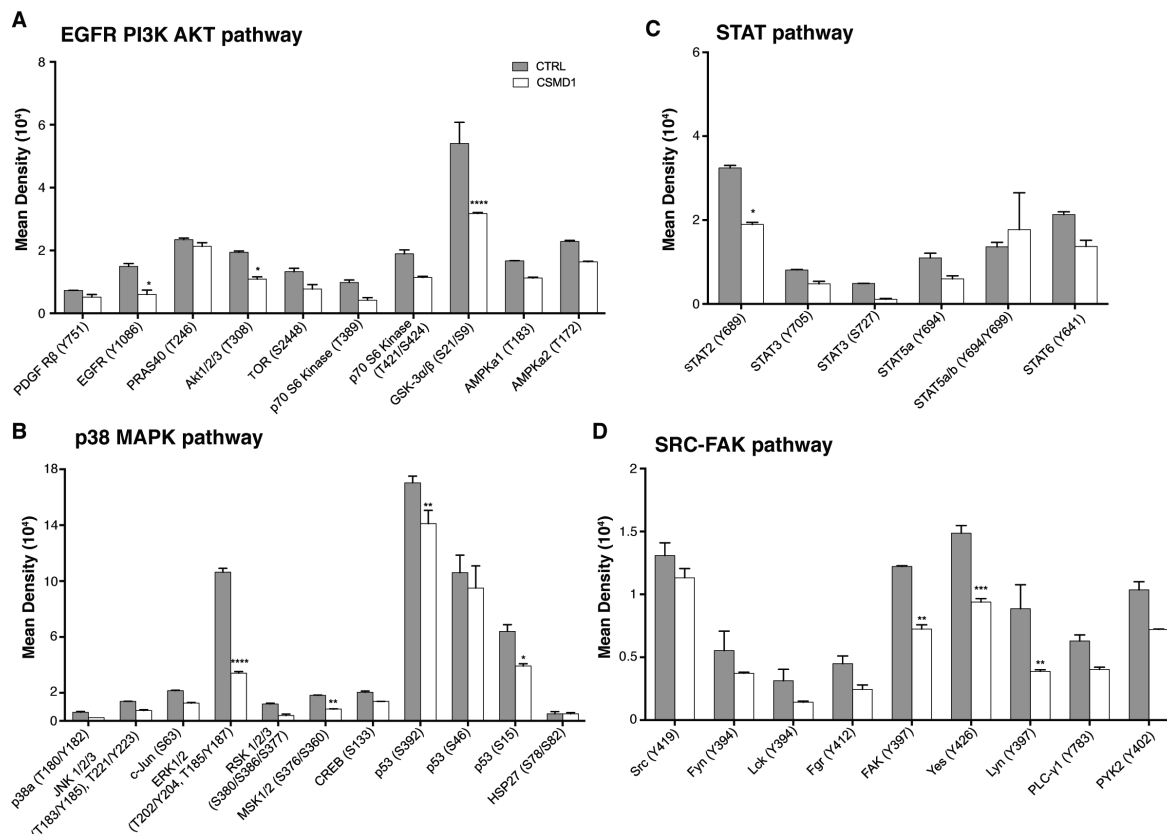 A
EGFR PI3K AKT pathway
8
6
4
2
0
Mean Density (10⁴)
CTRL
CSMD1
*
*
****
PDGF Rβ (Y751)
EGFR (Y1086)
PRAS40 (T246)
Akt1/2/3 (T308)
TOR (S2448)
p70 S6 Kinase (T389)
p70 S6 Kinase
(T421/S424)
GSK-3α/β (S21/S9)
AMPKa1 (T183)
AMPKa2 (T172)
C
STAT pathway
6
4
2
0
Mean Density (10⁴)
*
STAT2 (Y689)
STAT3 (Y705)
STAT3 (S727)
STAT5a (Y694)
STAT5a/b (Y694/Y699)
STAT6 (Y641)
B
p38 MAPK pathway
18
14
10
6
2
0
Mean Density (10⁴)
****
**
**
*
p38a (T180/Y182)
JNK 1/2/3
(T183/Y185), T221/Y223)
c-Jun (S63)
ERK1/2
(T202/Y204, T185/Y187)
RSK 1/2/3
(S380/S386/S377)
MSK1/2 (S376/S360)
CREB (S133)
p53 (S392)
p53 (S46)
p53 (S15)
HSP27 (S78/S82)
D
SRC-FAK pathway
2
1.5
1
0.5
0
Mean Density (10⁴)
**
***
**
Src (Y419)
Fyn (Y394)
Lck (Y394)
Fgr (Y412)
FAK (Y397)
Yes (Y426)
Lyn (Y397)
PLC-γ1 (Y783)
PYK2 (Y402)